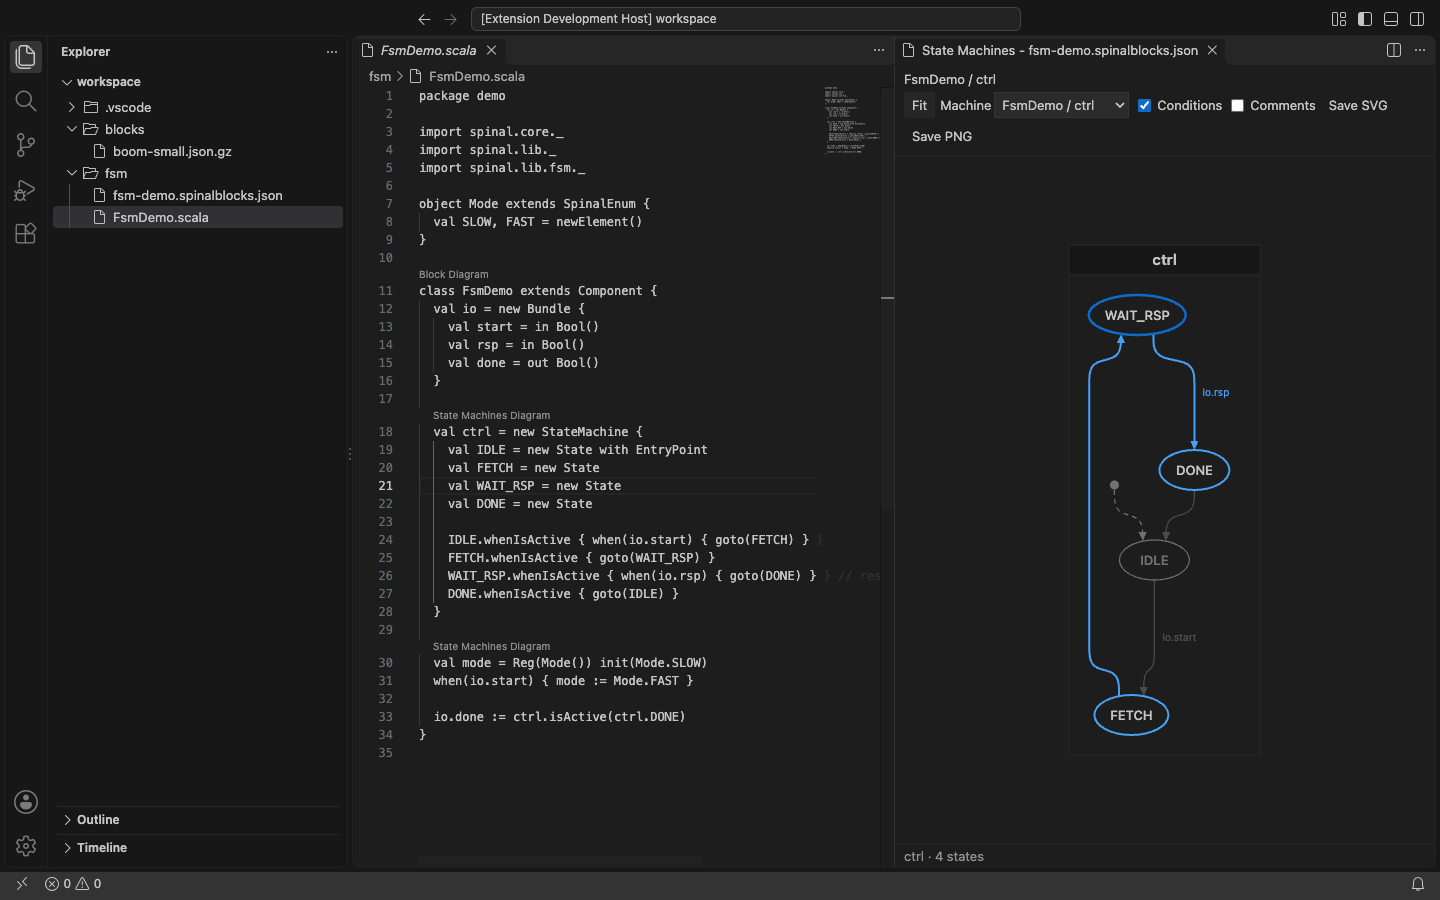 [Extension Development Host] workspace
Explorer
workspace
.vscode
blocks
boom-small.json.gz
fsm
fsm-demo.spinalblocks.json
FsmDemo.scala
Outline
Timeline
FsmDemo.scala
fsm > FsmDemo.scala
1 package demo
2
3 import spinal.core._
4 import spinal.lib._
5 import spinal.lib.fsm._
6
7 object Mode extends SpinalEnum {
8 val SLOW, FAST = newElement()
9 }
10
Block Diagram
11 class FsmDemo extends Component {
12 val io = new Bundle {
13 val start = in Bool()
14 val rsp = in Bool()
15 val done = out Bool()
16 }
17
State Machines Diagram
18 val ctrl = new StateMachine {
19 val IDLE = new State with EntryPoint
20 val FETCH = new State
21 val WAIT_RSP = new State
22 val DONE = new State
23
24 IDLE.whenIsActive { when(io.start) { goto(FETCH) } }
25 FETCH.whenIsActive { goto(WAIT_RSP) }
26 WAIT_RSP.whenIsActive { when(io.rsp) { goto(DONE) } } // res
27 DONE.whenIsActive { goto(IDLE) }
28 }
29
State Machines Diagram
30 val mode = Reg(Mode()) init(Mode.SLOW)
31 when(io.start) { mode := Mode.FAST }
32
33 io.done := ctrl.isActive(ctrl.DONE)
34 }
35
State Machines - fsm-demo.spinalblocks.json
FsmDemo / ctrl
Fit Machine FsmDemo / ctrl Conditions Comments Save SVG
Save PNG
ctrl
WAIT_RSP
io.rsp
DONE
IDLE
io.start
FETCH
ctrl · 4 states
0 0